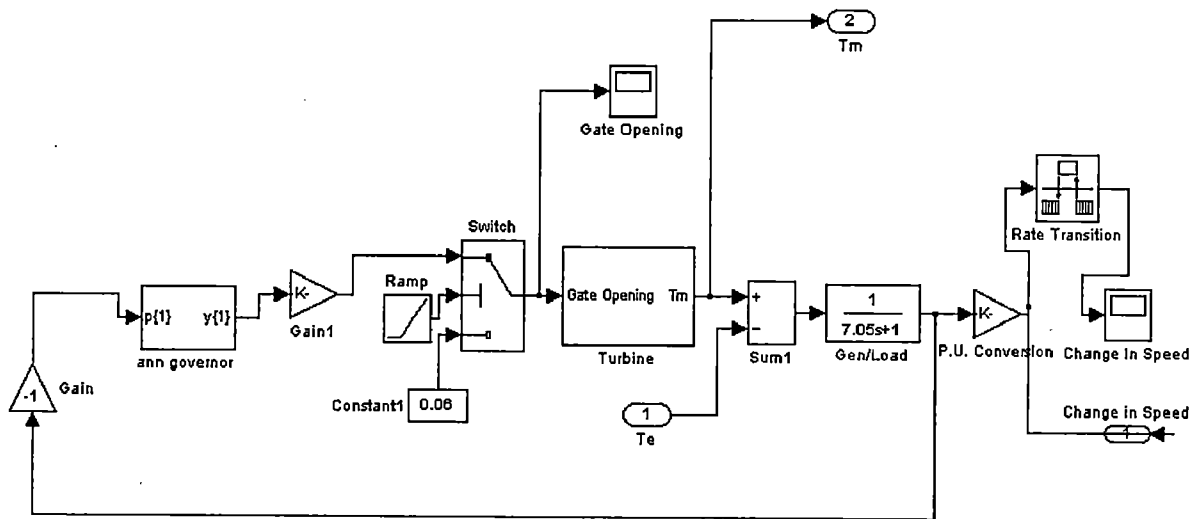 2
Tm
Gate Opening
Rate Transition
Switch
Ramp
K-
Gain1
p{1} y{1}
ann governor
-1
Gain
Constant1
0.06
Gate Opening Tm
Turbine
+
-
Sum1
1
7.05s+1
Gen/Load
K-
P.U. Conversion
Change In Speed
1
Te
Change in Speed
1